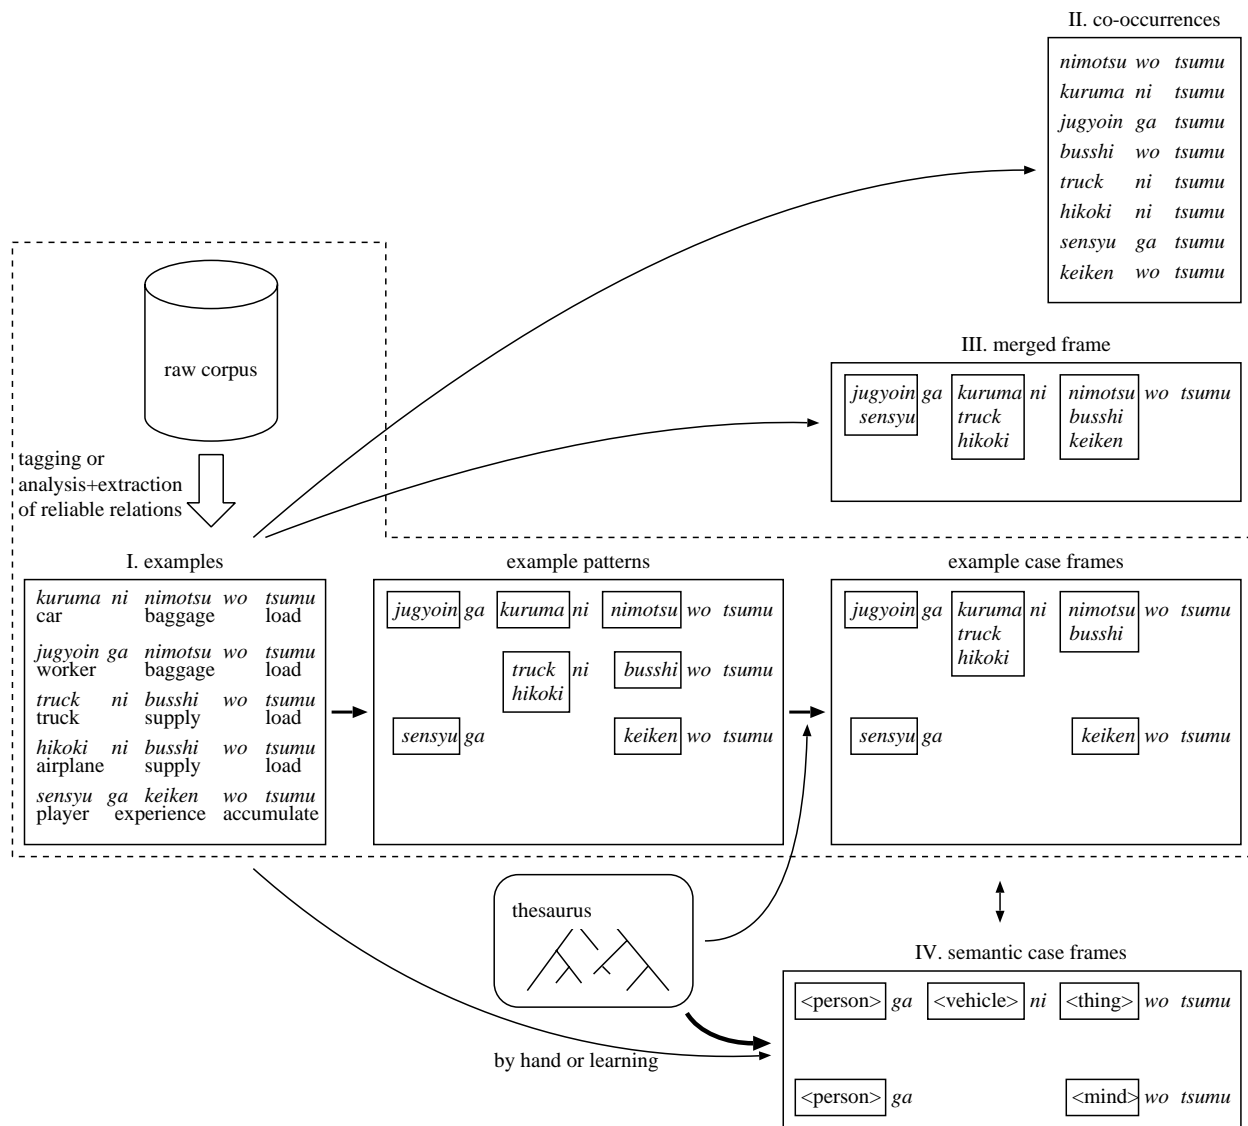 II. co-occurrences
nimotsu wo tsumu
kuruma ni tsumu
jugyoin ga tsumu
busshi wo tsumu
truck ni tsumu
hikoki ni tsumu
sensyu ga tsumu
keiken wo tsumu
raw corpus
III. merged frame
jugyoin ga kuruma ni nimotsu wo tsumu
sensyu truck busshi
hikoki keiken
tagging or
analysis+extraction
of reliable relations
I. examples
kuruma ni nimotsu wo tsumu
car baggage load
jugyoin ga nimotsu wo tsumu
worker baggage load
truck ni busshi wo tsumu
truck supply load
hikoki ni busshi wo tsumu
airplane supply load
sensyu ga keiken wo tsumu
player experience accumulate
example patterns
jugyoin ga kuruma ni nimotsu wo tsumu
truck ni busshi wo tsumu
hikoki
sensyu ga keiken wo tsumu
example case frames
jugyoin ga kuruma ni nimotsu wo tsumu
truck busshi
hikoki
sensyu ga keiken wo tsumu
thesaurus
by hand or learning
IV. semantic case frames
<person> ga <vehicle> ni <thing> wo tsumu
<person> ga <mind> wo tsumu